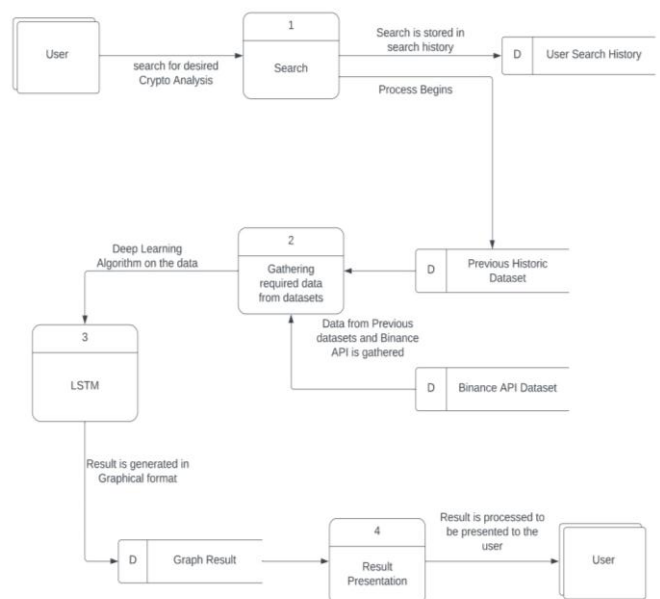 User
search for desired
Crypto Analysis
1
Search
Search is stored in
search history
D
User Search History
Process Begins
Deep Learning
Algorithm on the data
2
Gathering
required data
from datasets
D
Previous Historic
Dataset
Data from Previous
datasets and Binance
API is gathered
D
Binance API Dataset
3
LSTM
Result is generated in
Graphical format
D
Graph Result
4
Result
Presentation
Result is processed to
be presented to the
user
User